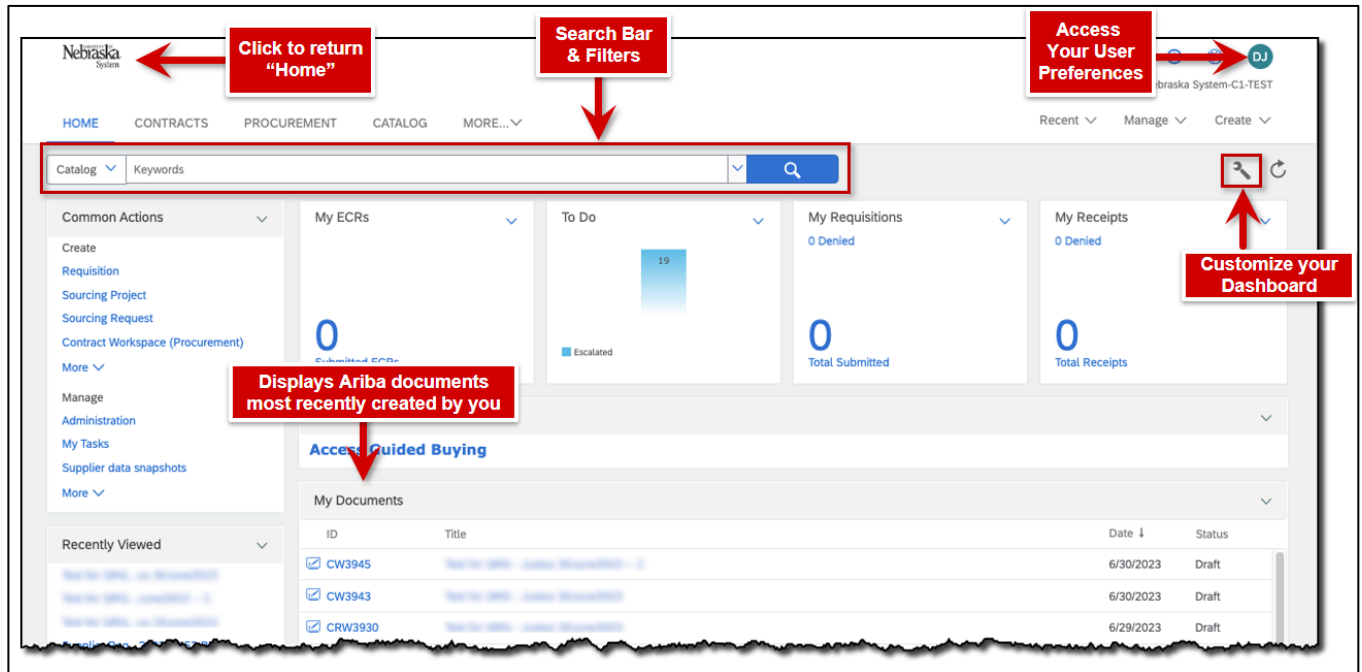 Nebraska
System
Click to return
“Home”
Search Bar
& Filters
Access
Your User
Preferences
DJ
ebraska System-C1-TEST
HOME CONTRACTS PROCUREMENT CATALOG MORE...
Recent Manage Create
Catalog Keywords
Common Actions
Create
Requisition
Sourcing Project
Sourcing Request
Contract Workspace (Procurement)
More
Manage
Administration
My Tasks
Supplier data snapshots
More
Recently Viewed
My ECRs
0
Submitted ECRs
To Do
19
Escalated
My Requisitions
0 Denied
0
Total Submitted
My Receipts
0 Denied
0
Total Receipts
Customize your
Dashboard
Displays Ariba documents
most recently created by you
Access Guided Buying
My Documents
ID Title Date ↓ Status
CW3945 6/30/2023 Draft
CW3943 6/30/2023 Draft
CRW3930 6/29/2023 Draft